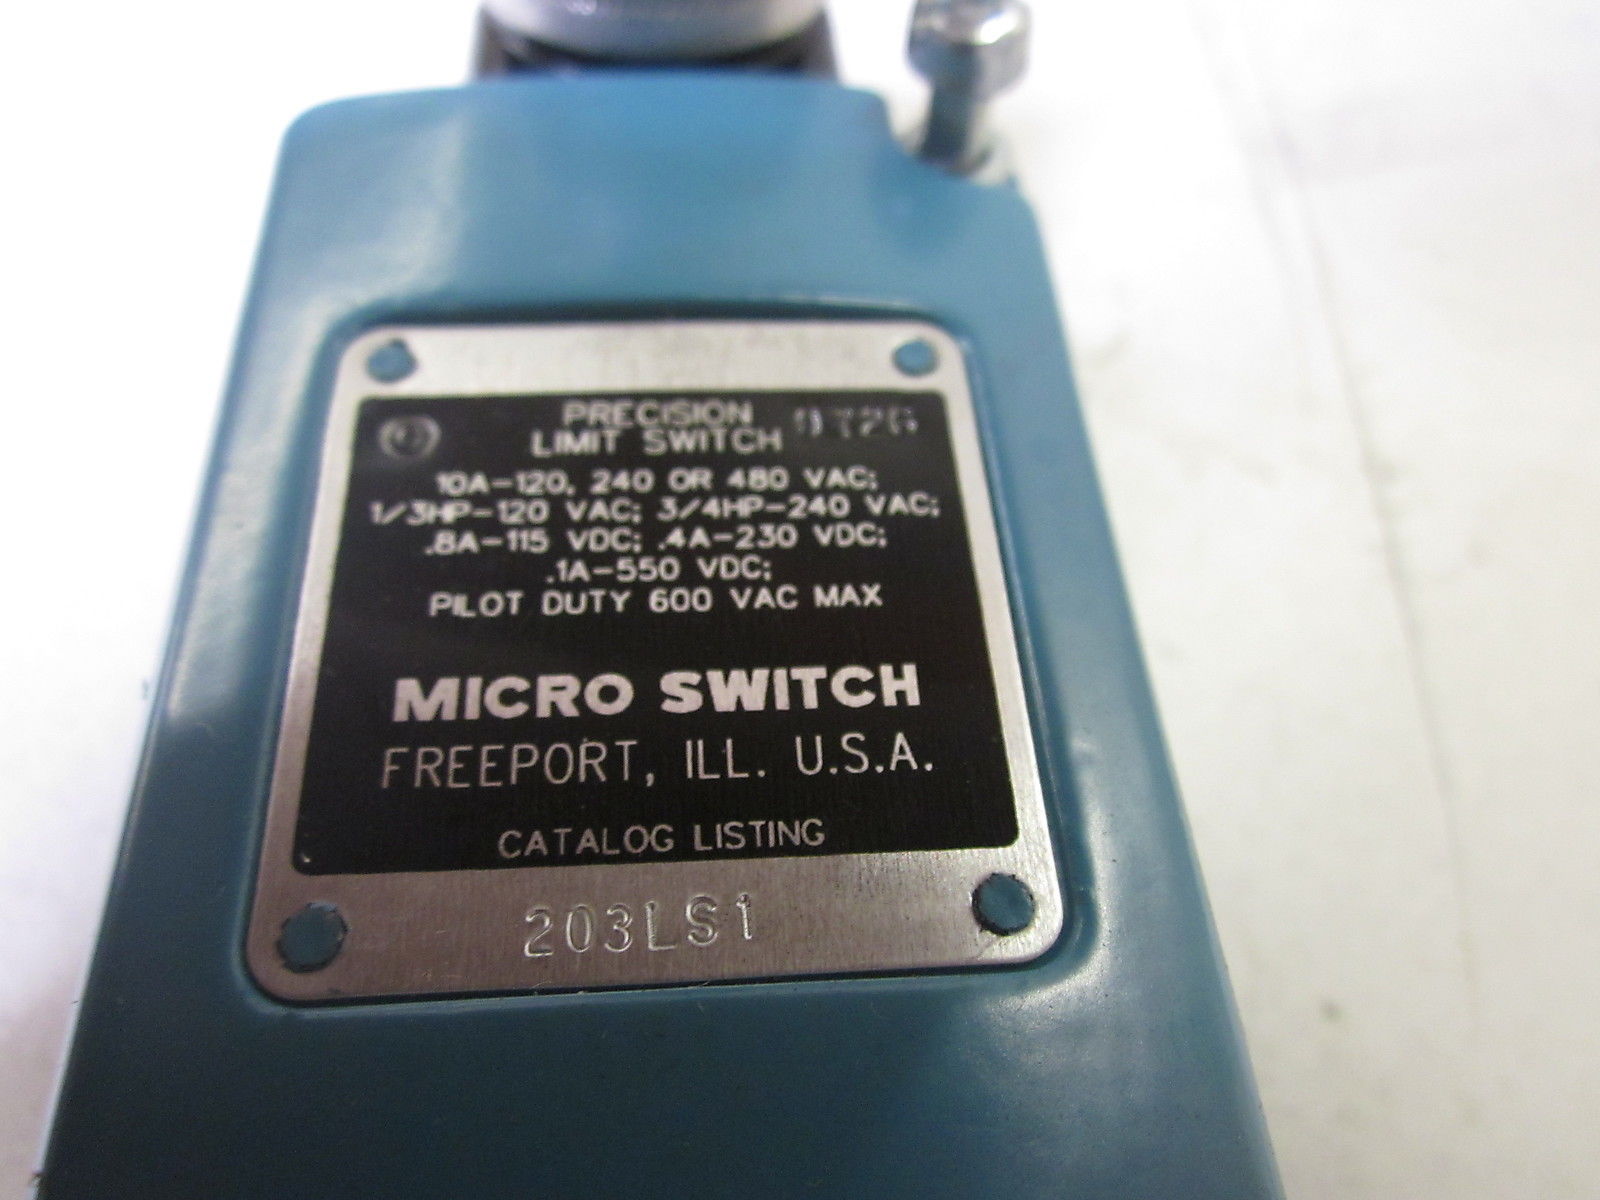 PRECISION
LIMIT SWITCH
10A-120, 240 OR 480 VAC;
1/3HP-120 VAC; 3/4HP-240 VAC;
.8A-115 VDC; .4A-230 VDC;
.1A-550 VDC;
PILOT DUTY 600 VAC MAX
MICRO SWITCH
FREEPORT, ILL. U.S.A.
CATALOG LISTING
203LS1